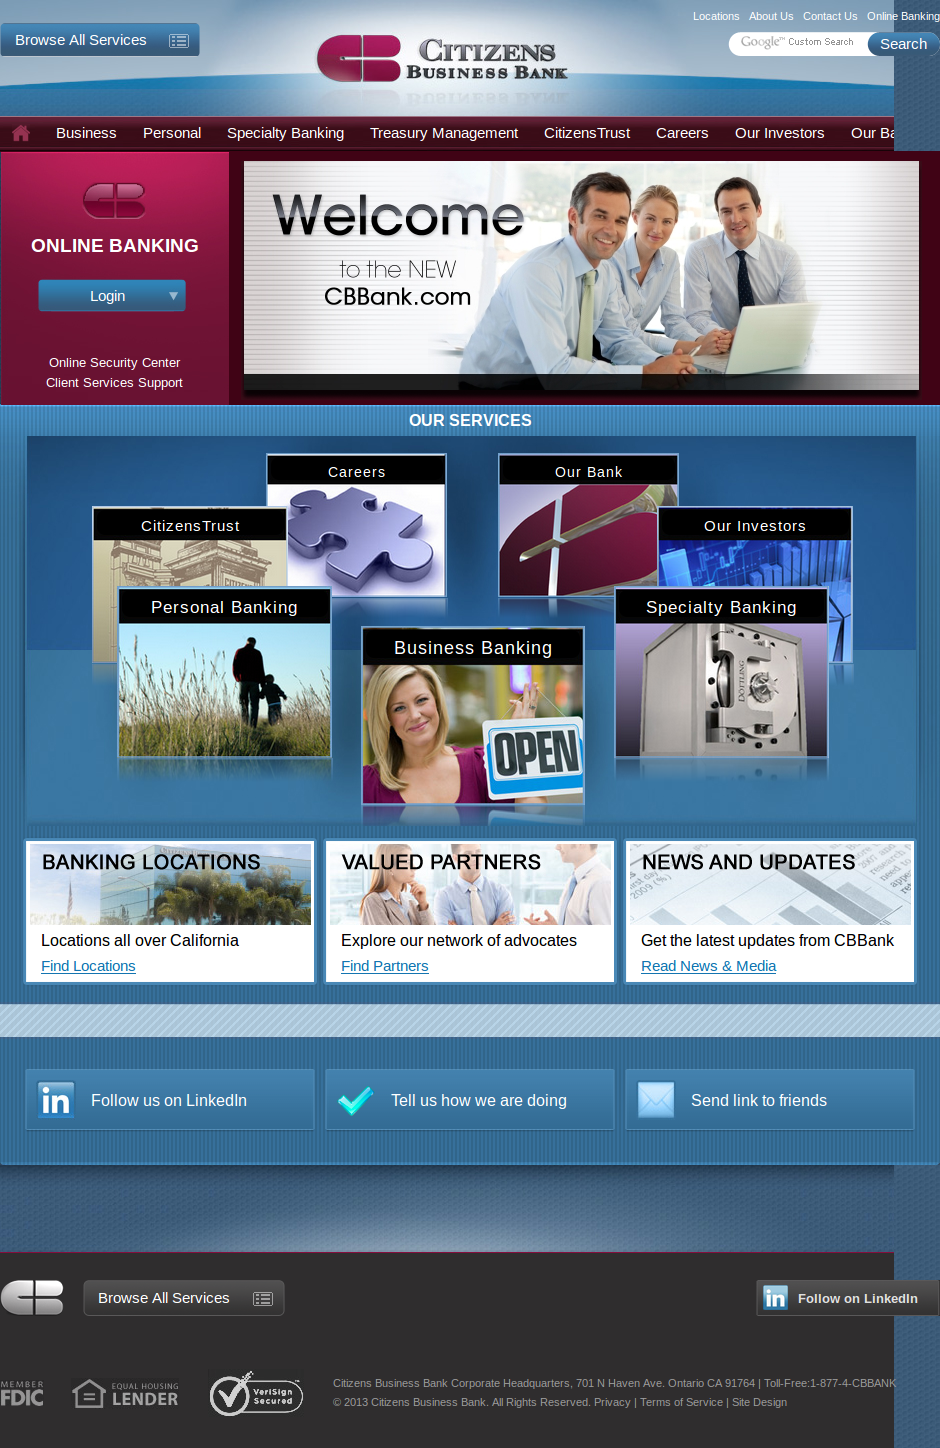 Locations About Us Contact Us Online Banking
Browse All Services
Google™ Custom Search
Search
CITIZENS
BUSINESS BANK
Business Personal Specialty Banking Treasury Management CitizensTrust Careers Our Investors Our Ba
ONLINE BANKING
Login
Online Security Center
Client Services Support
Welcome
to the NEW
CBBank.com
OUR SERVICES
Careers
Our Bank
CitizensTrust
Our Investors
Personal Banking
Specialty Banking
Business Banking
DÖTTLING
OPEN
BANKING LOCATIONS
Locations all over California
Find Locations
VALUED PARTNERS
Explore our network of advocates
Find Partners
NEWS AND UPDATES
Get the latest updates from CBBank
Read News & Media
in
Follow us on LinkedIn
Tell us how we are doing
Send link to friends
Browse All Services
in
Follow on LinkedIn
MEMBER
FDIC
EQUAL HOUSING
LENDER
VeriSign
Secured
Citizens Business Bank Corporate Headquarters, 701 N Haven Ave. Ontario CA 91764 | Toll-Free:1-877-4-CBBANK
© 2013 Citizens Business Bank. All Rights Reserved. Privacy | Terms of Service | Site Design